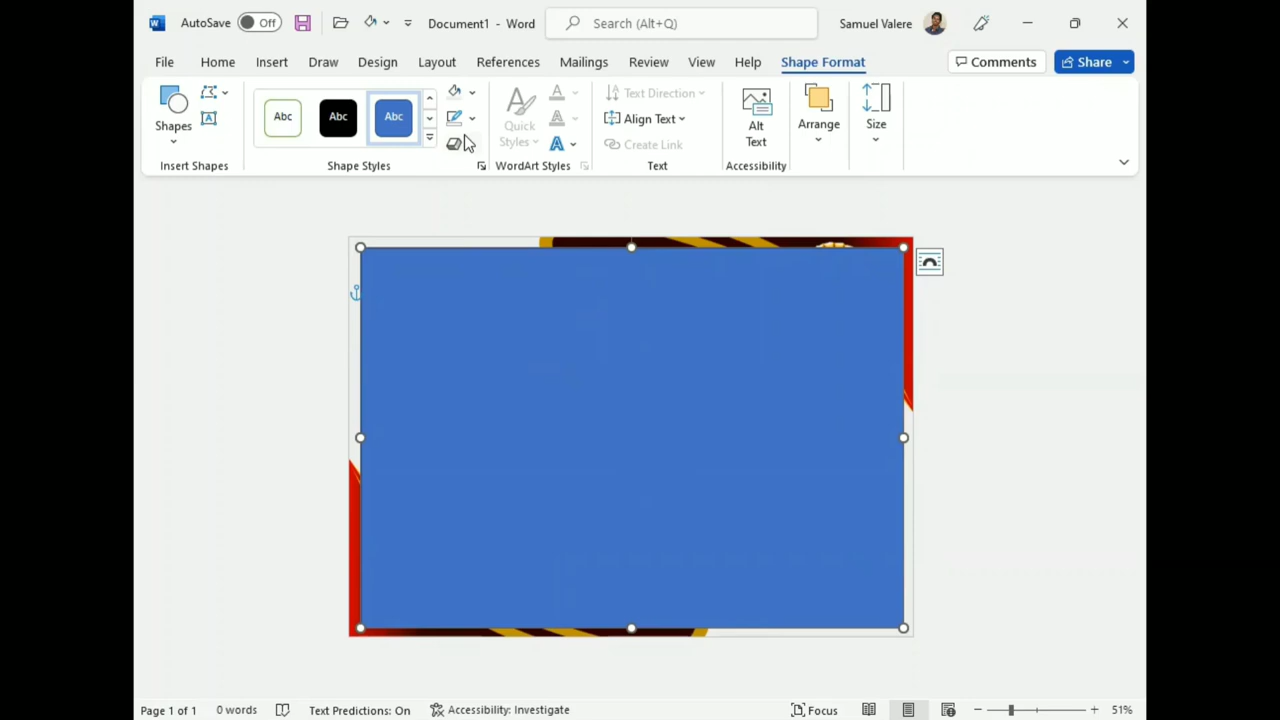 AutoSave Off Document1 - Word Search (Alt+Q) Samuel Valere
File Home Insert Draw Design Layout References Mailings Review View Help Shape Format Comments Share
Shapes
Insert Shapes
Abc Abc Abc
Shape Styles
Quick
Styles
WordArt Styles
Text Direction
Align Text
Create Link
Text
Alt
Text
Accessibility
Arrange
Size
Page 1 of 1 0 words Text Predictions: On Accessibility: Investigate Focus 51%